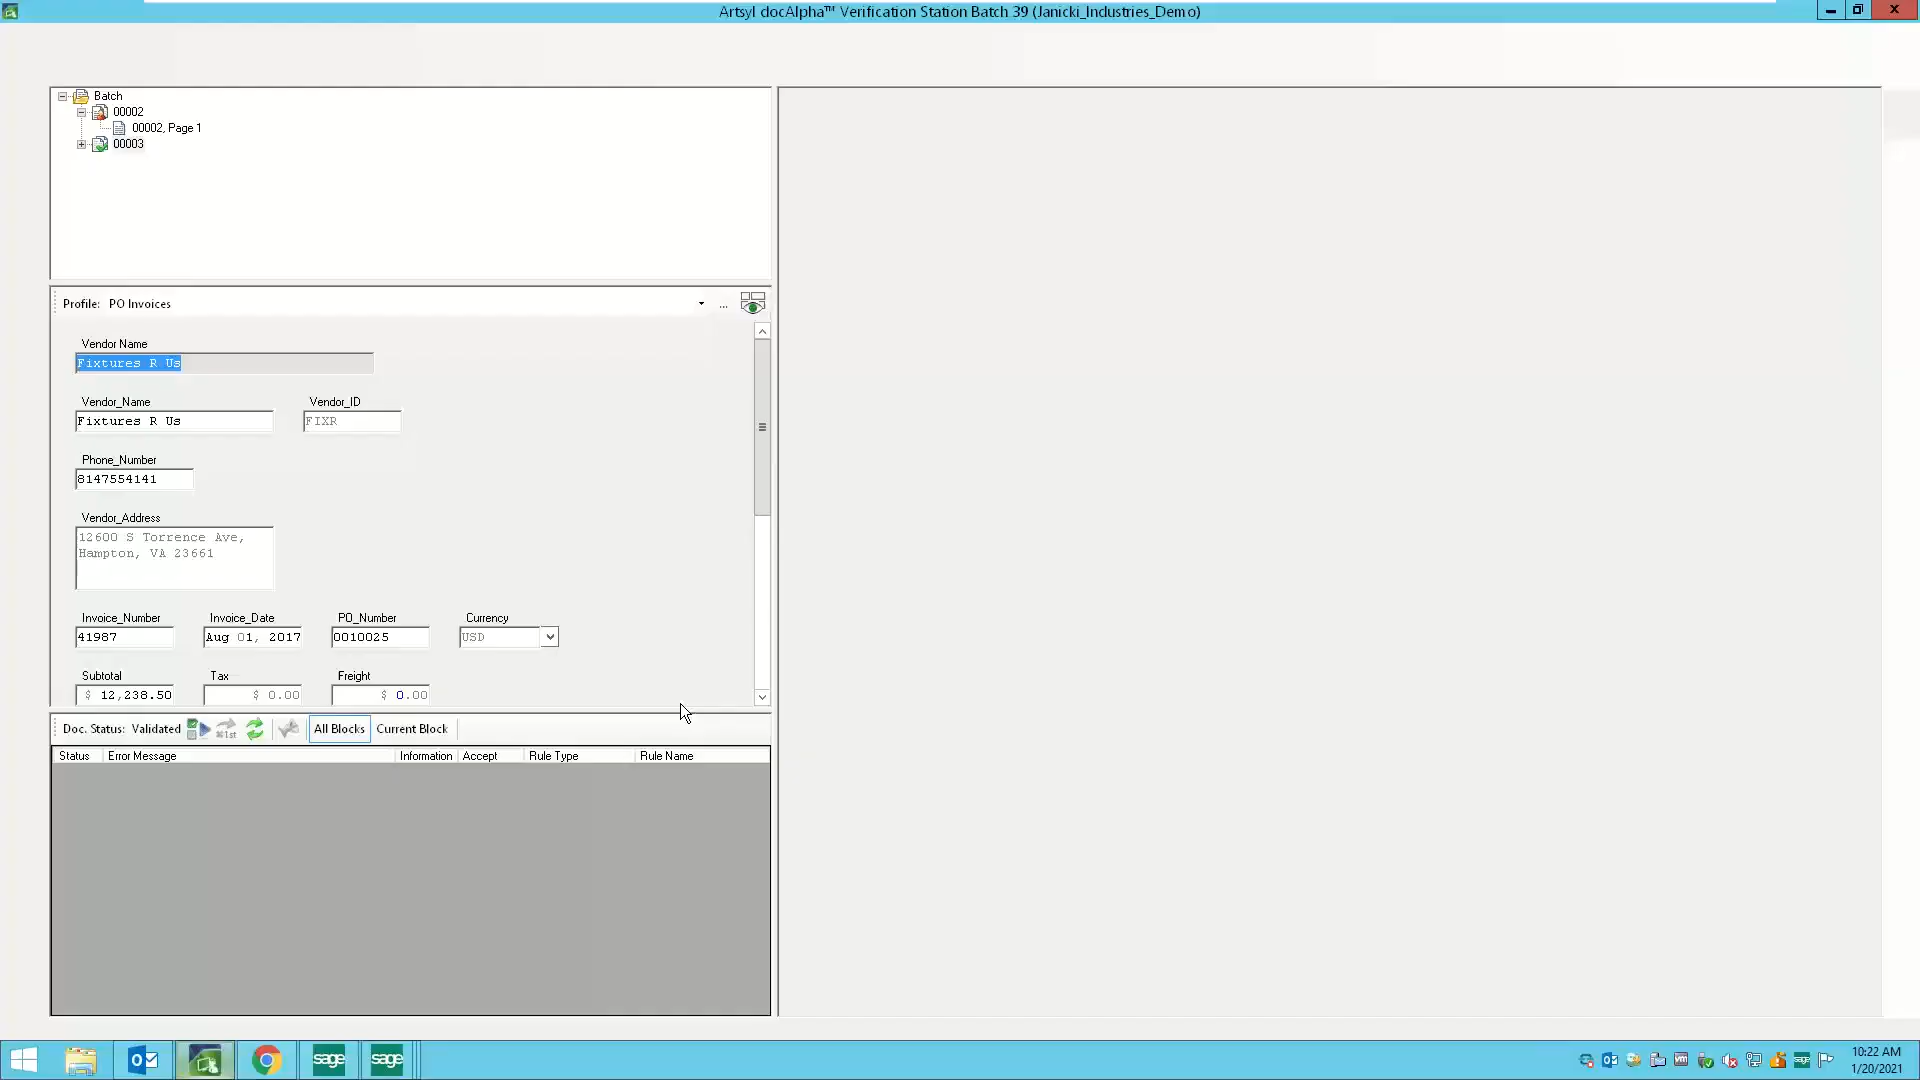 Artsyl docAlpha™ Verification Station Batch 39 (Janicki_Industries_Demo)
Batch
00002
00002, Page 1
00003
Profile: PO Invoices ...
Vendor Name
Fixtures R Us
Vendor_Name Vendor_ID
Fixtures R Us FIXR
Phone_Number
8147554141
Vendor_Address
12600 S Torrence Ave,
Hampton, VA 23661
Invoice_Number Invoice_Date PO_Number Currency
41987 Aug 01, 2017 0010025 USD
Subtotal Tax Freight
$ 12,238.50 $ 0.00 $ 0.00
Doc. Status: Validated All Blocks Current Block
Status Error Message Information Accept Rule Type Rule Name
sage sage
10:22 AM
1/20/2021